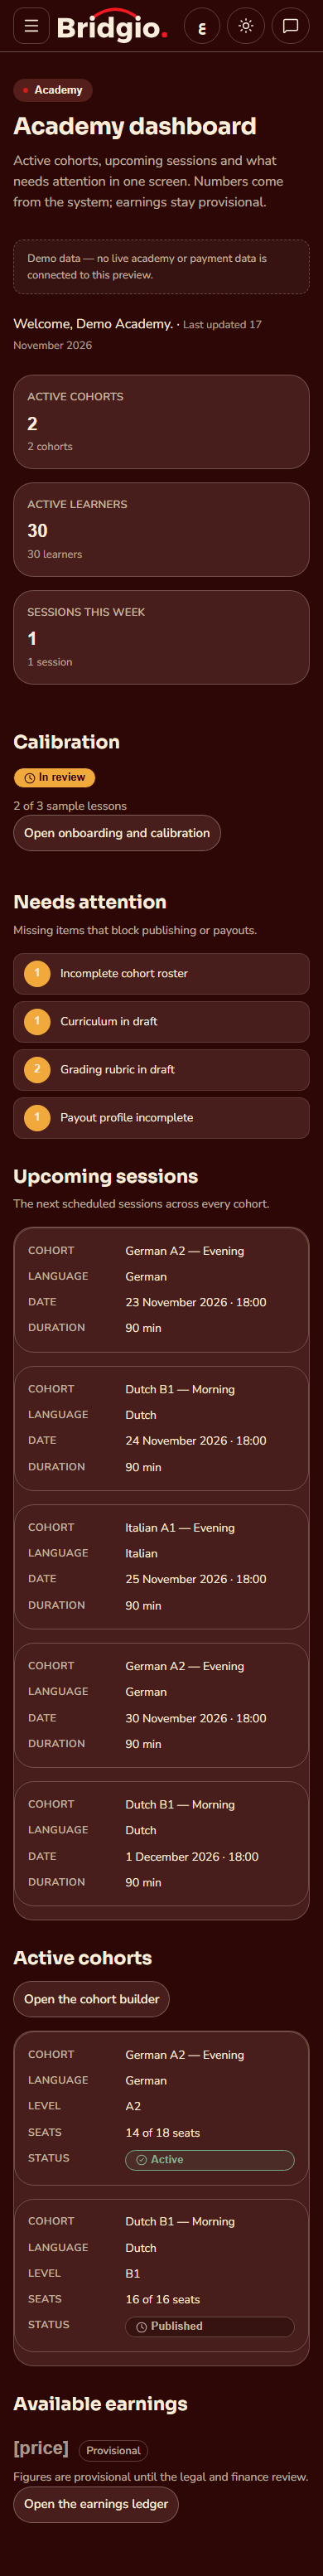 Bridgio.
ع
Academy
Academy dashboard
Active cohorts, upcoming sessions and what
needs attention in one screen. Numbers come
from the system; earnings stay provisional.
Demo data — no live academy or payment data is
connected to this preview.
Welcome, Demo Academy. · Last updated 17
November 2026
ACTIVE COHORTS
2
2 cohorts
ACTIVE LEARNERS
30
30 learners
SESSIONS THIS WEEK
1
1 session
Calibration
In review
2 of 3 sample lessons
Open onboarding and calibration
Needs attention
Missing items that block publishing or payouts.
1 Incomplete cohort roster
1 Curriculum in draft
2 Grading rubric in draft
1 Payout profile incomplete
Upcoming sessions
The next scheduled sessions across every cohort.
COHORT German A2 — Evening
LANGUAGE German
DATE 23 November 2026 · 18:00
DURATION 90 min
COHORT Dutch B1 — Morning
LANGUAGE Dutch
DATE 24 November 2026 · 18:00
DURATION 90 min
COHORT Italian A1 — Evening
LANGUAGE Italian
DATE 25 November 2026 · 18:00
DURATION 90 min
COHORT German A2 — Evening
LANGUAGE German
DATE 30 November 2026 · 18:00
DURATION 90 min
COHORT Dutch B1 — Morning
LANGUAGE Dutch
DATE 1 December 2026 · 18:00
DURATION 90 min
Active cohorts
Open the cohort builder
COHORT German A2 — Evening
LANGUAGE German
LEVEL A2
SEATS 14 of 18 seats
STATUS Active
COHORT Dutch B1 — Morning
LANGUAGE Dutch
LEVEL B1
SEATS 16 of 16 seats
STATUS Published
Available earnings
[price] Provisional
Figures are provisional until the legal and finance review.
Open the earnings ledger